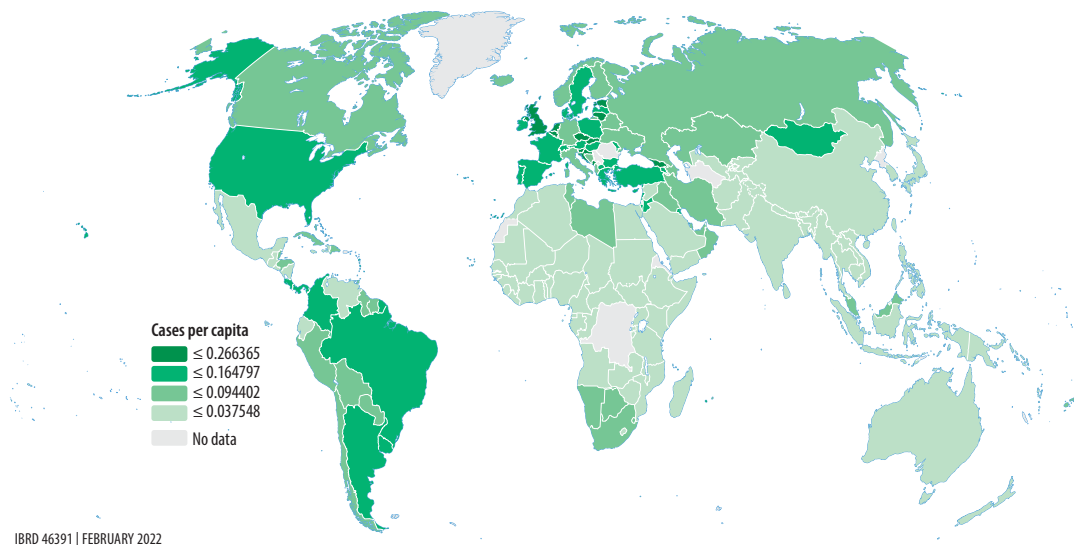 Cases per capita
≤ 0.266365
≤ 0.164797
≤ 0.094402
≤ 0.037548
No data
IBRD 46391 | FEBRUARY 2022